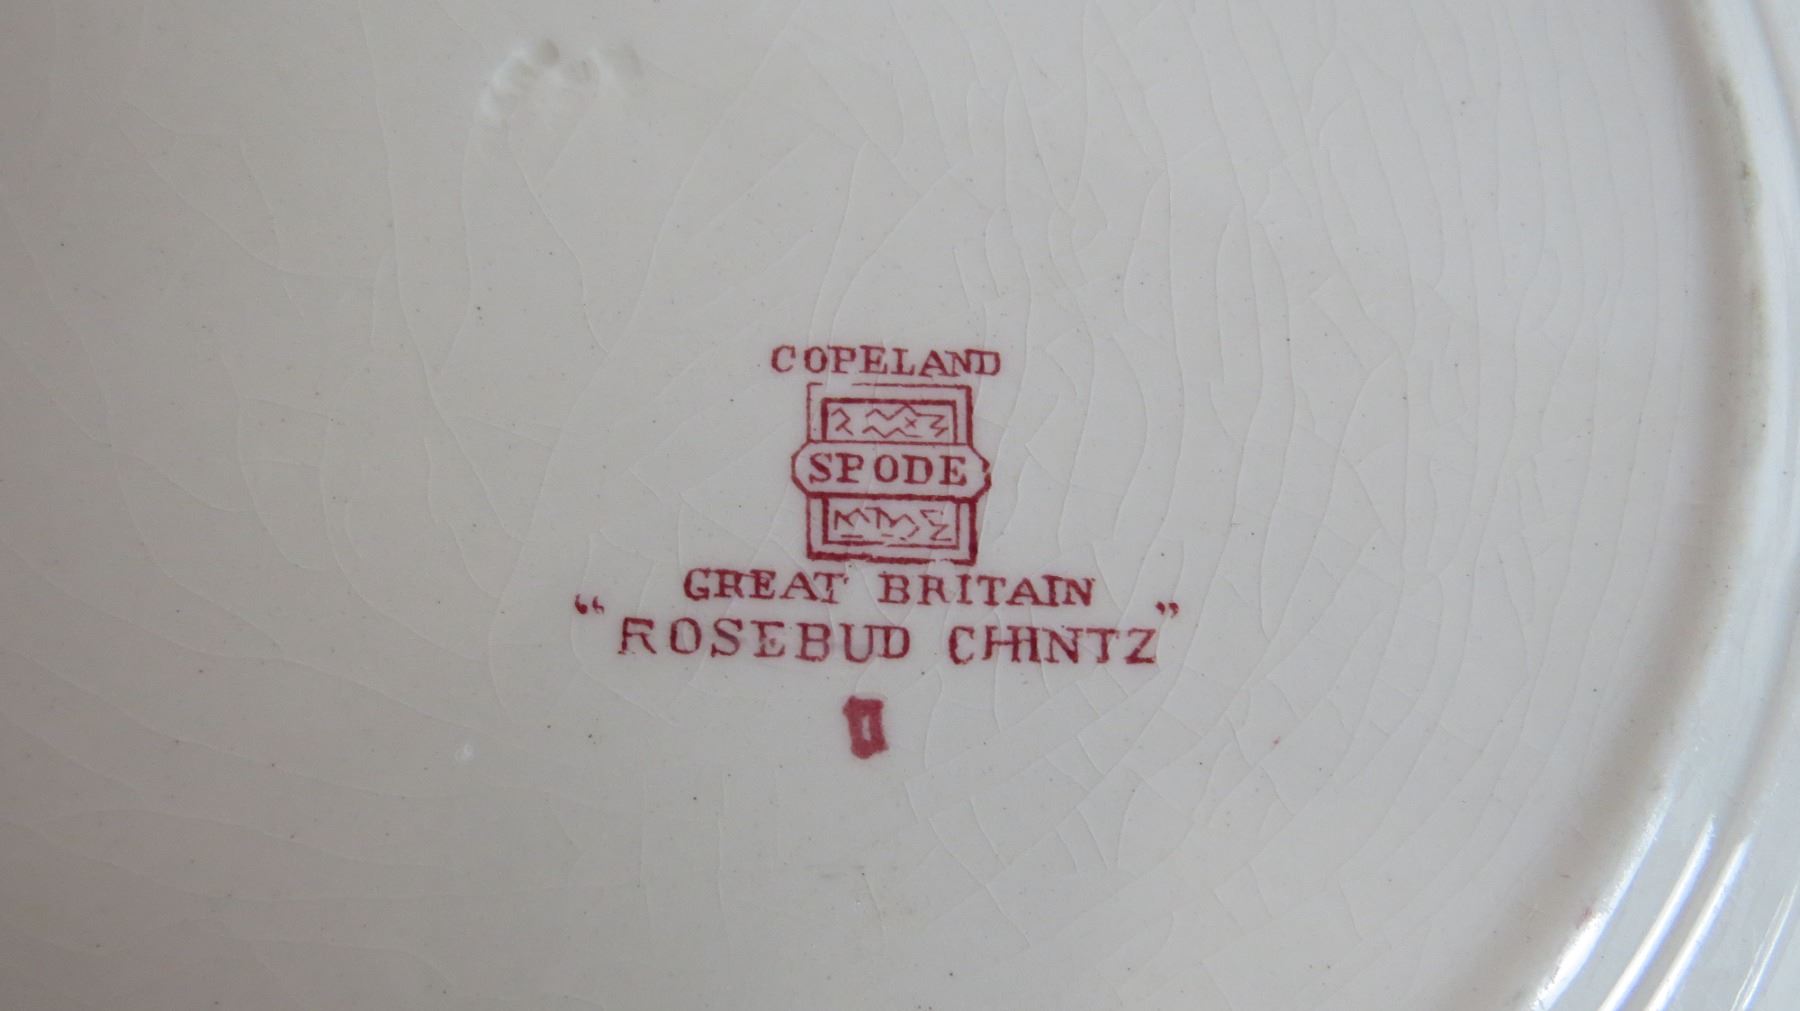 COPELAND
SPODE
GREAT BRITAIN
“ROSEBUD CHINTZ”